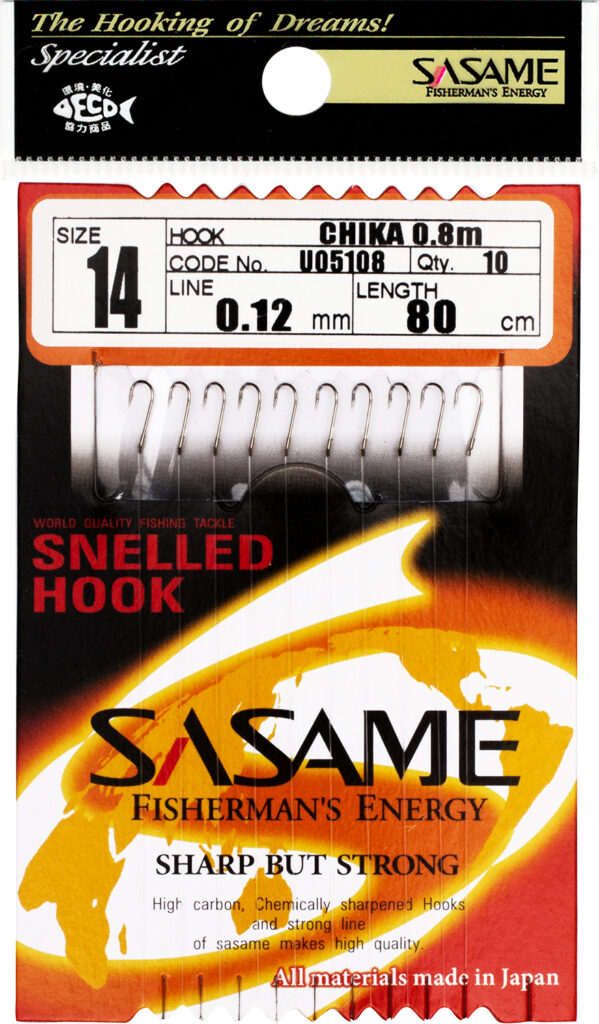 The Hooking of Dreams!
Specialist
SASAME
FISHERMAN'S ENERGY
環境・美化
ECO
協力商品
SIZE 14
HOOK CHIKA 0.8m
CODE No. U05108 Qty. 10
LINE 0.12 mm LENGTH 80 cm
WORLD QUALITY FISHING TACKLE
SNELLED
HOOK
SASAME
FISHERMAN'S ENERGY
SHARP BUT STRONG
High carbon, Chemically sharpened Hooks
and strong line
of sasame makes high quality.
All materials made in Japan